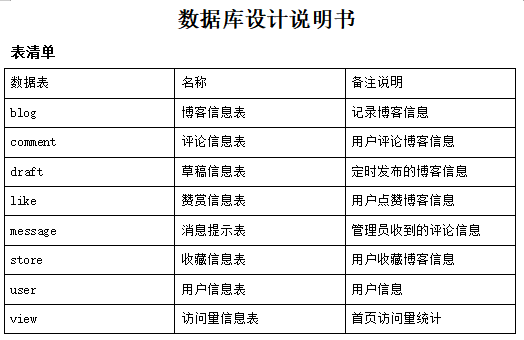 数据库设计说明书
表清单
数据表 名称 备注说明
blog 博客信息表 记录博客信息
comment 评论信息表 用户评论博客信息
draft 草稿信息表 定时发布的博客信息
like 赞赏信息表 用户点赞博客信息
message 消息提示表 管理员收到的评论信息
store 收藏信息表 用户收藏博客信息
user 用户信息表 用户信息
view 访问量信息表 首页访问量统计